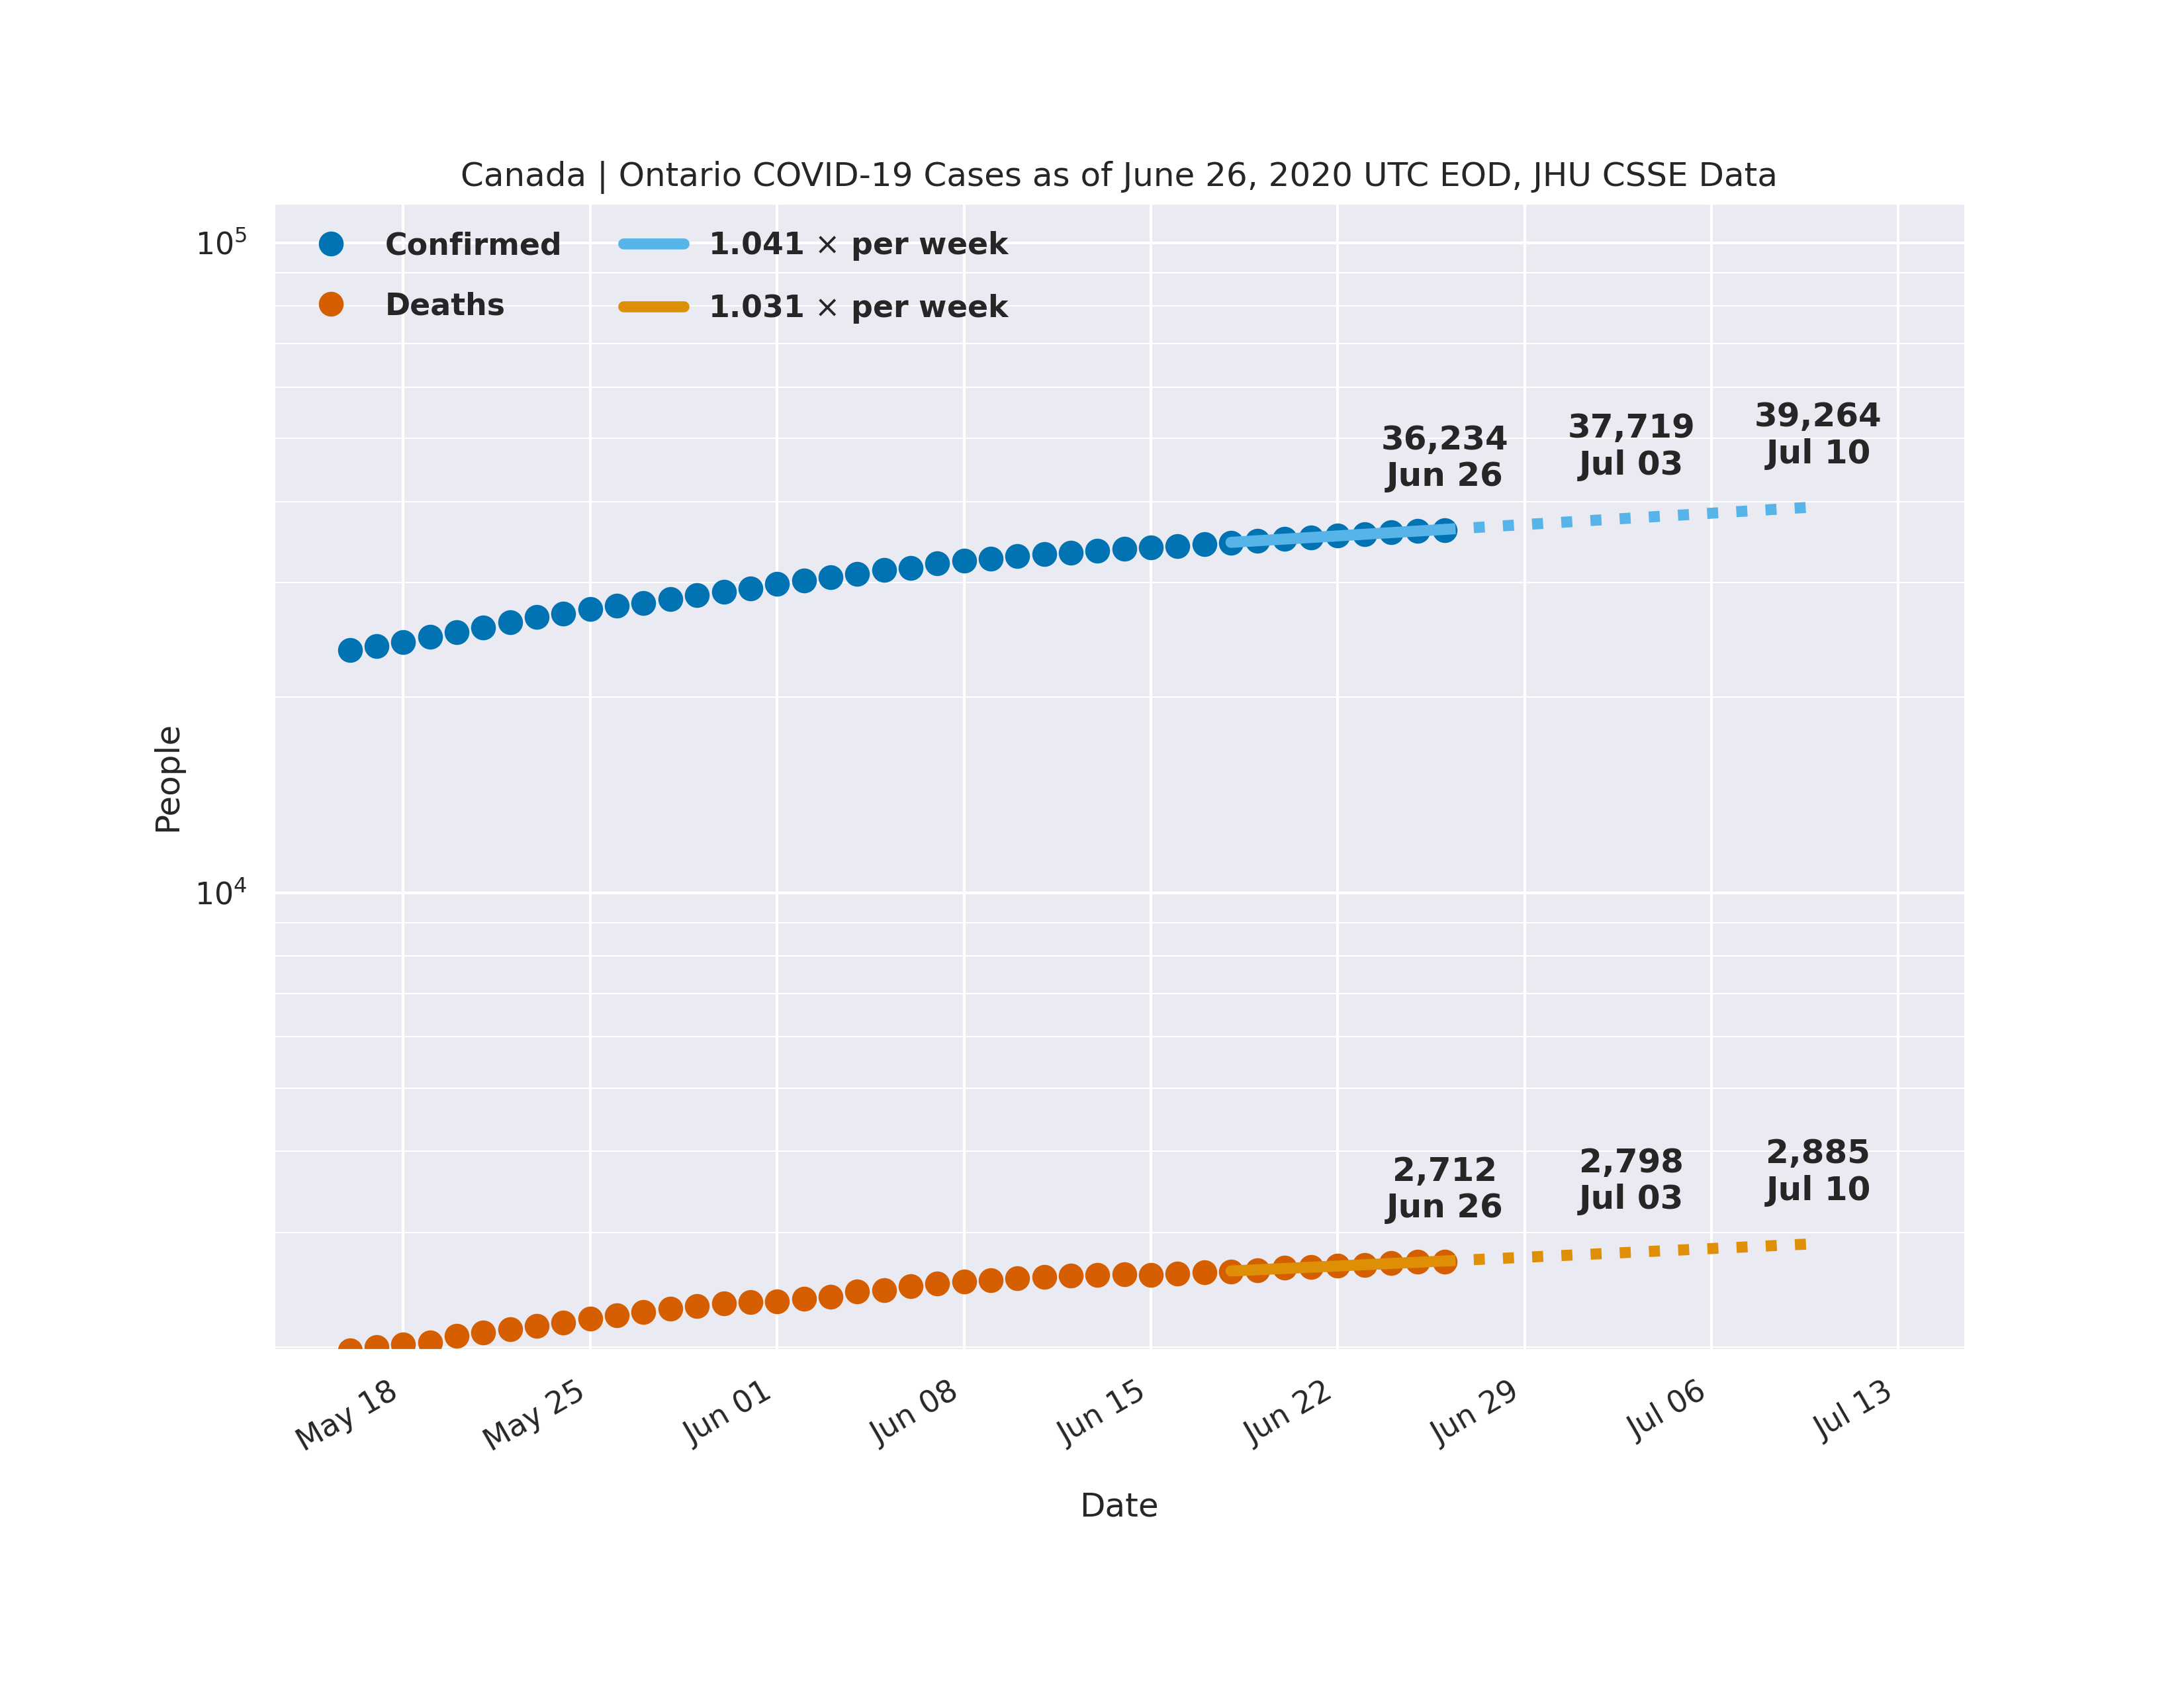 Canada | Ontario COVID-19 Cases as of June 26, 2020 UTC EOD, JHU CSSE Data
10⁵
Confirmed
1.041 × per week
Deaths
1.031 × per week
36,234
Jun 26
37,719
Jul 03
39,264
Jul 10
People
10⁴
2,712
Jun 26
2,798
Jul 03
2,885
Jul 10
May 18
May 25
Jun 01
Jun 08
Jun 15
Jun 22
Jun 29
Jul 06
Jul 13
Date